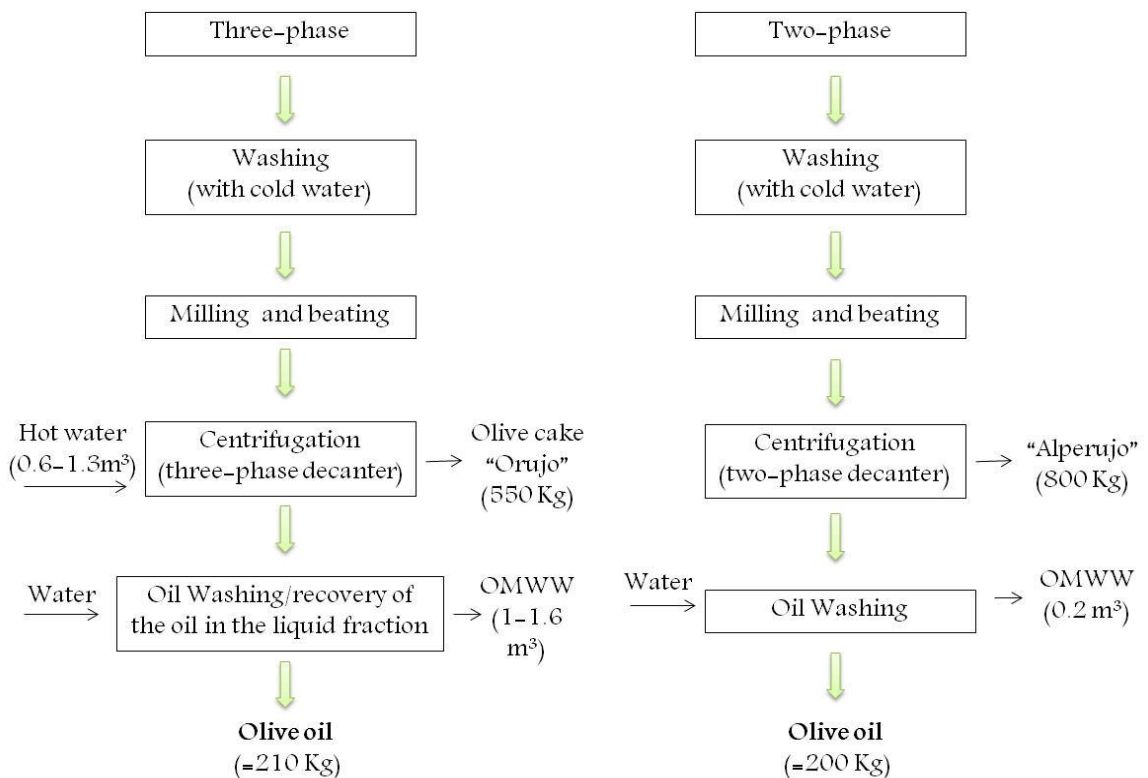 Three-phase
Washing
(with cold water)
Milling and beating
Hot water
(0.6-1.3m³)
Centrifugation
(three-phase decanter)
Olive cake
“Orujo”
(550 Kg)
Water
Oil Washing/recovery of
the oil in the liquid fraction
OMWW
(1-1.6
m³)
Olive oil
(=210 Kg)
Two-phase
Washing
(with cold water)
Milling and beating
Centrifugation
(two-phase decanter)
“Alperujo”
(800 Kg)
Water
Oil Washing
OMWW
(0.2 m³)
Olive oil
(=200 Kg)